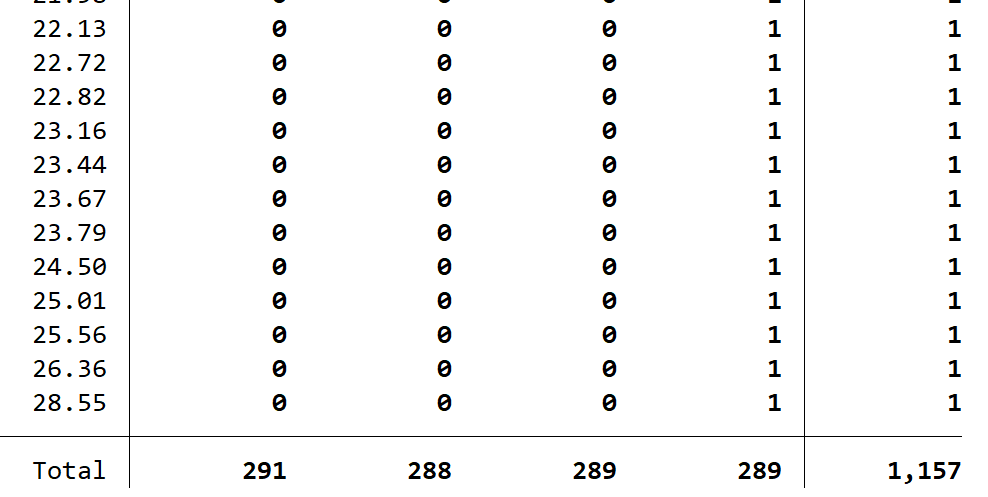 22.13 0 0 0 1 1
22.72 0 0 0 1 1
22.82 0 0 0 1 1
23.16 0 0 0 1 1
23.44 0 0 0 1 1
23.67 0 0 0 1 1
23.79 0 0 0 1 1
24.50 0 0 0 1 1
25.01 0 0 0 1 1
25.56 0 0 0 1 1
26.36 0 0 0 1 1
28.55 0 0 0 1 1
Total 291 288 289 289 1,157